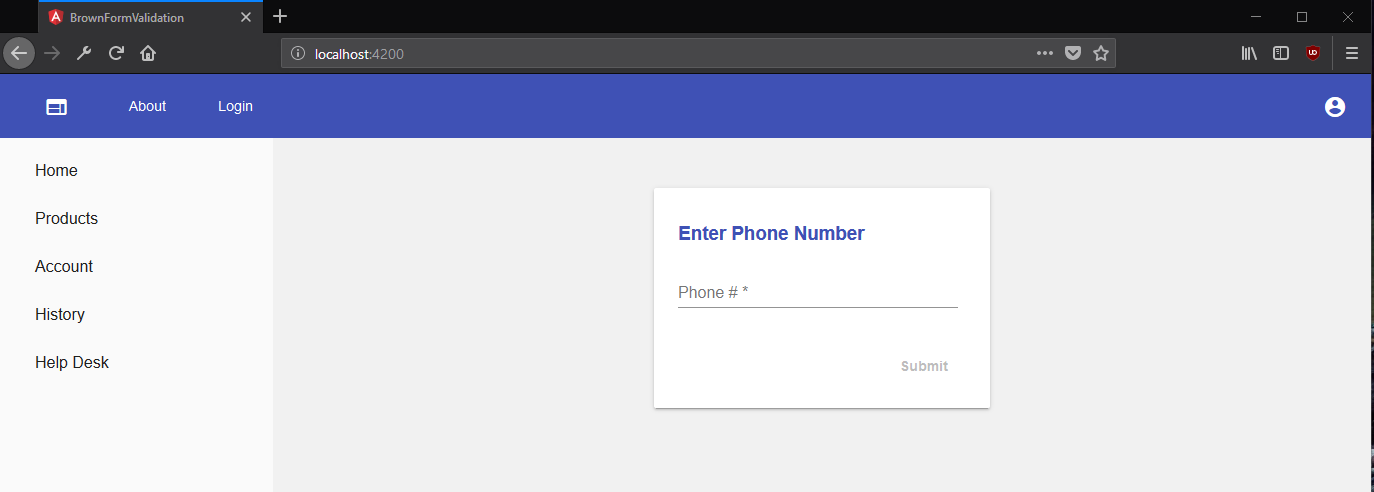 BrownFormValidation
localhost:4200
About Login
Home
Products
Account
History
Help Desk
Enter Phone Number
Phone # *
Submit